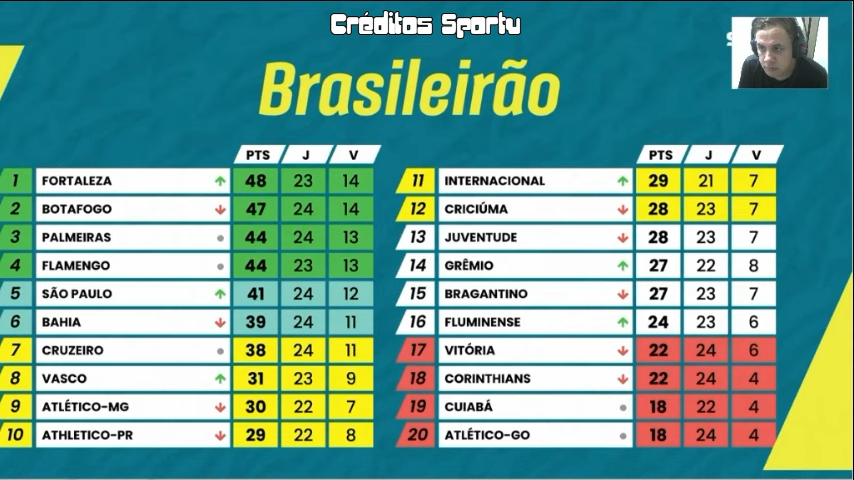 Créditos Sportv
Brasileirão
PTS J V
1 FORTALEZA 48 23 14
2 BOTAFOGO 47 24 14
3 PALMEIRAS 44 24 13
4 FLAMENGO 44 23 13
5 SÃO PAULO 41 24 12
6 BAHIA 39 24 11
7 CRUZEIRO 38 24 11
8 VASCO 31 23 9
9 ATLÉTICO-MG 30 22 7
10 ATHLETICO-PR 29 22 8
PTS J V
11 INTERNACIONAL 29 21 7
12 CRICIÚMA 28 23 7
13 JUVENTUDE 28 23 7
14 GRÊMIO 27 22 8
15 BRAGANTINO 27 23 7
16 FLUMINENSE 24 23 6
17 VITÓRIA 22 24 6
18 CORINTHIANS 22 24 4
19 CUIABÁ 18 22 4
20 ATLÉTICO-GO 18 24 4